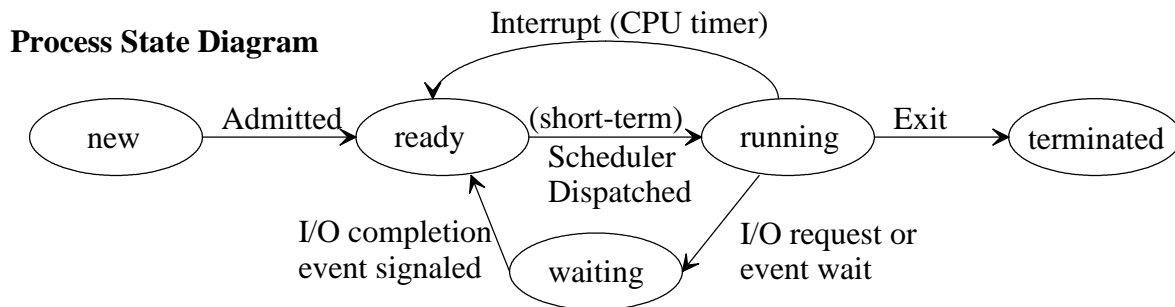 Process State Diagram
Interrupt (CPU timer)
new
Admitted
ready
(short-term)
Scheduler
Dispatched
running
Exit
terminated
I/O completion
event signaled
waiting
I/O request or
event wait